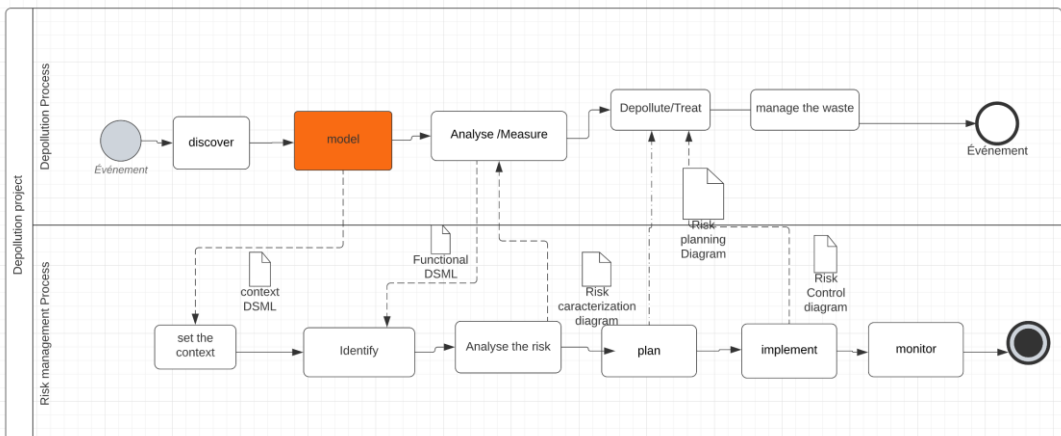 Depollution project
Depollution Process
Événement
discover
model
Analyse /Measure
Depollute/Treat
manage the waste
Événement
Risk management Process
context
DSML
Functional
DSML
Risk
caracterization
diagram
Risk
planning
Diagram
Risk
Control
diagram
set the
context
Identify
Analyse the risk
plan
implement
monitor